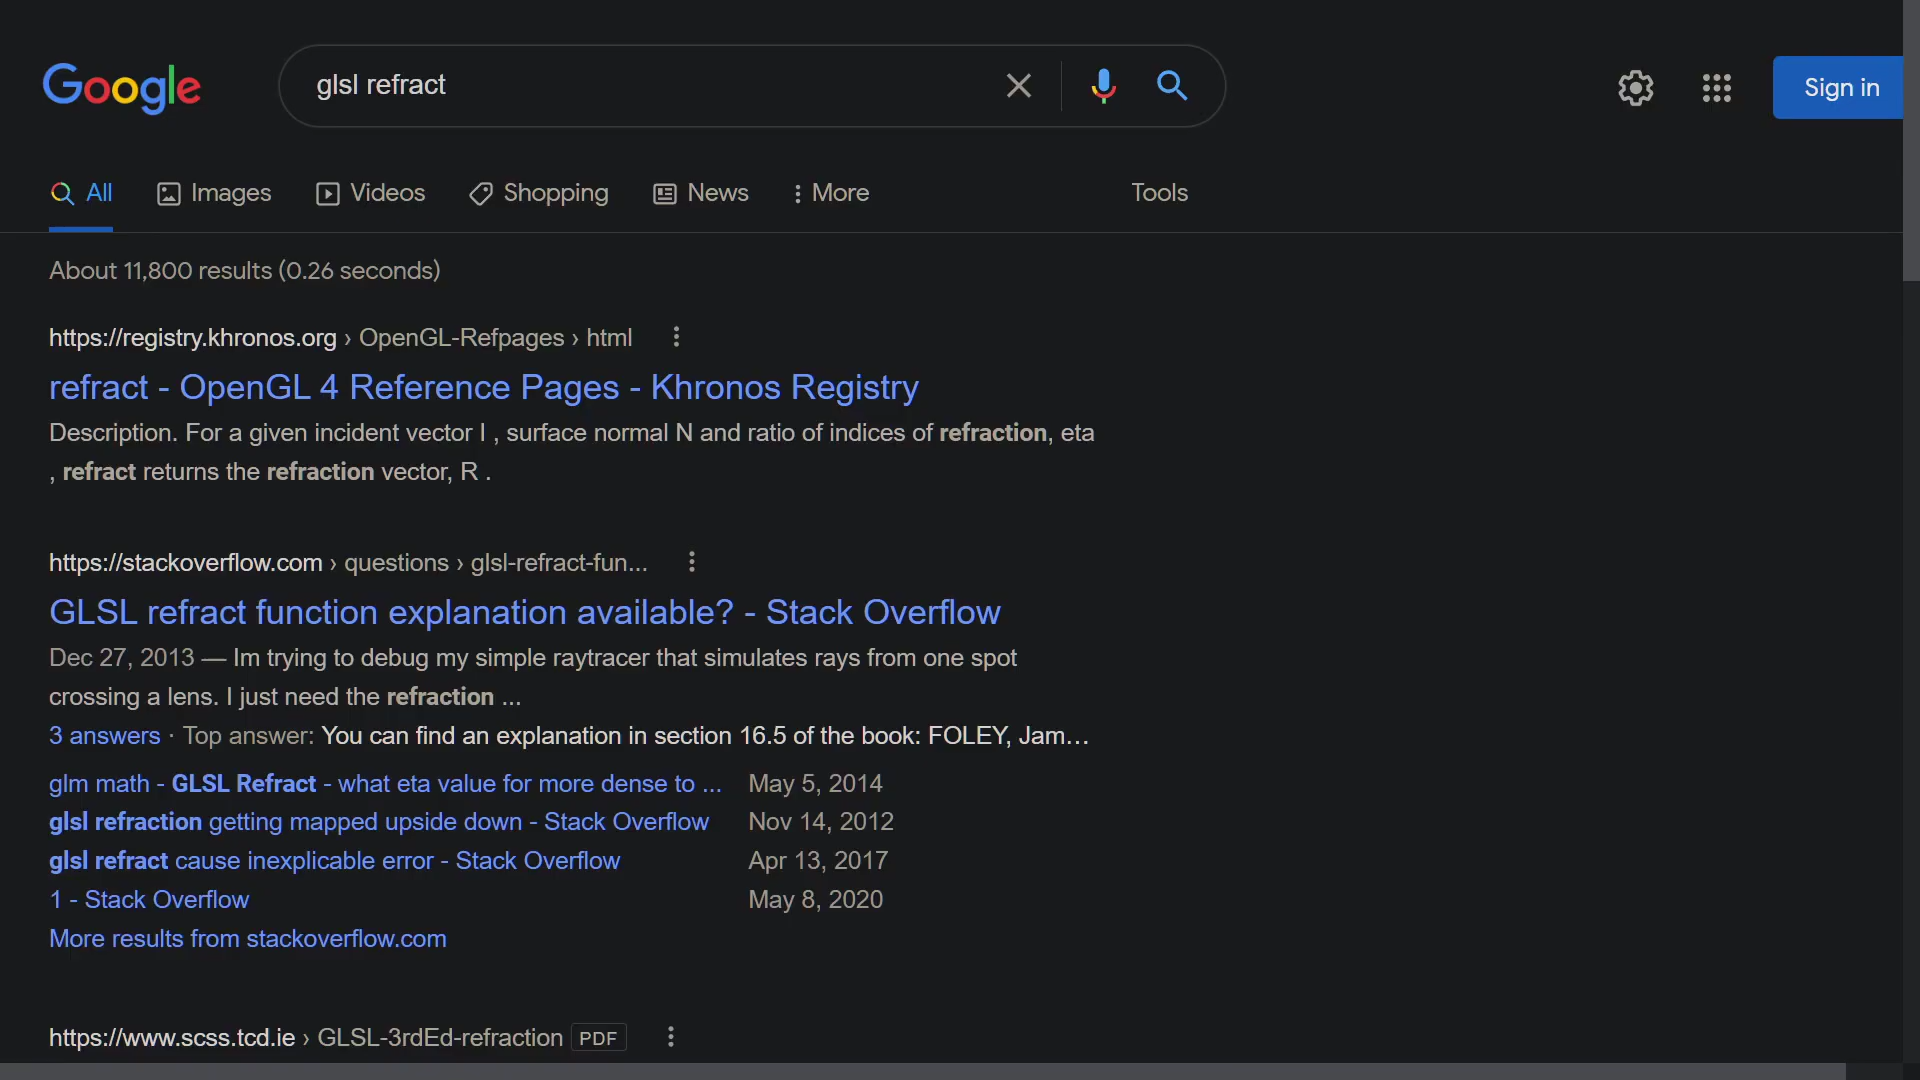 Google
glsl refract
Sign in
All Images Videos Shopping News More Tools
About 11,800 results (0.26 seconds)
https://registry.khronos.org › OpenGL-Refpages › html
refract - OpenGL 4 Reference Pages - Khronos Registry
Description. For a given incident vector I , surface normal N and ratio of indices of refraction, eta
, refract returns the refraction vector, R .
https://stackoverflow.com › questions › glsl-refract-fun...
GLSL refract function explanation available? - Stack Overflow
Dec 27, 2013 — Im trying to debug my simple raytracer that simulates rays from one spot
crossing a lens. I just need the refraction ...
3 answers · Top answer: You can find an explanation in section 16.5 of the book: FOLEY, Jam...
glm math - GLSL Refract - what eta value for more dense to ... May 5, 2014
glsl refraction getting mapped upside down - Stack Overflow Nov 14, 2012
glsl refract cause inexplicable error - Stack Overflow Apr 13, 2017
1 - Stack Overflow May 8, 2020
More results from stackoverflow.com
https://www.scss.tcd.ie › GLSL-3rdEd-refraction PDF